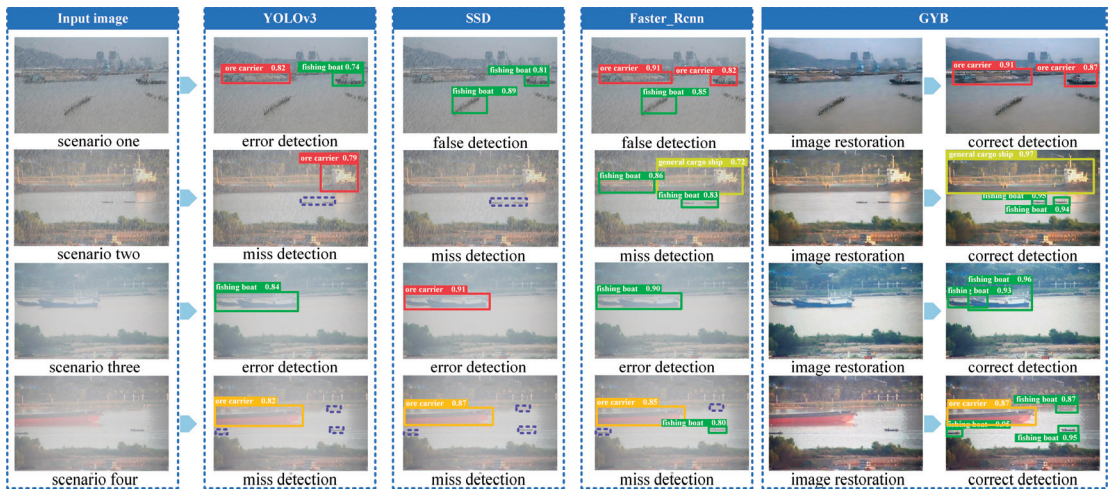 Input image YOLOv3 SSD Faster_Rcnn GYB
ore carrier 0.82
fishing boat 0.74
fishing boat 0.81
fishing boat 0.89
ore carrier 0.91
ore carrier 0.82
fishing boat 0.85
ore carrier 0.91
ore carrier 0.87
scenario one error detection false detection false detection image restoration correct detection
ore carrier 0.79
general cargo ship 0.72
fishing boat 0.86
fishing boat 0.83
general cargo ship 0.97
fishing boat 0.95
fishing boat 0.94
scenario two miss detection miss detection miss detection image restoration correct detection
fishing boat 0.84
ore carrier 0.91
fishing boat 0.90
fishing boat 0.96
fishing boat 0.93
scenario three error detection error detection error detection image restoration correct detection
ore carrier 0.82
ore carrier 0.87
ore carrier 0.85
fishing boat 0.80
ore carrier 0.87
fishing boat 0.87
fishing boat 0.95
scenario four miss detection miss detection miss detection image restoration correct detection